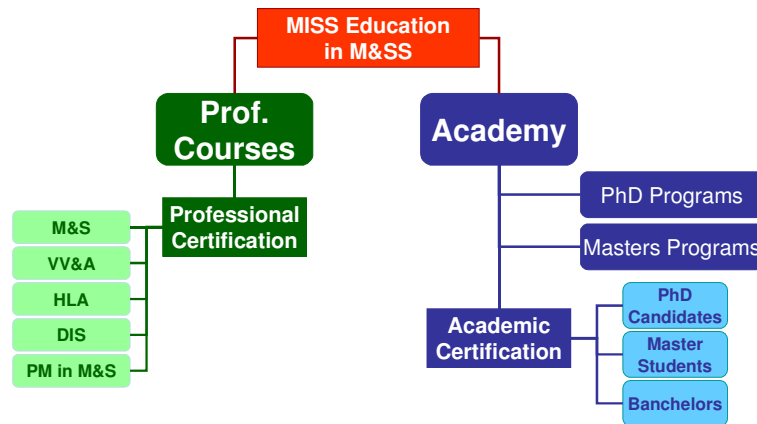 MISS Education
in M&SS
Prof.
Courses
Academy
Professional
Certification
M&S
VV&A
HLA
DIS
PM in M&S
PhD Programs
Masters Programs
Academic
Certification
PhD
Candidates
Master
Students
Banchelors